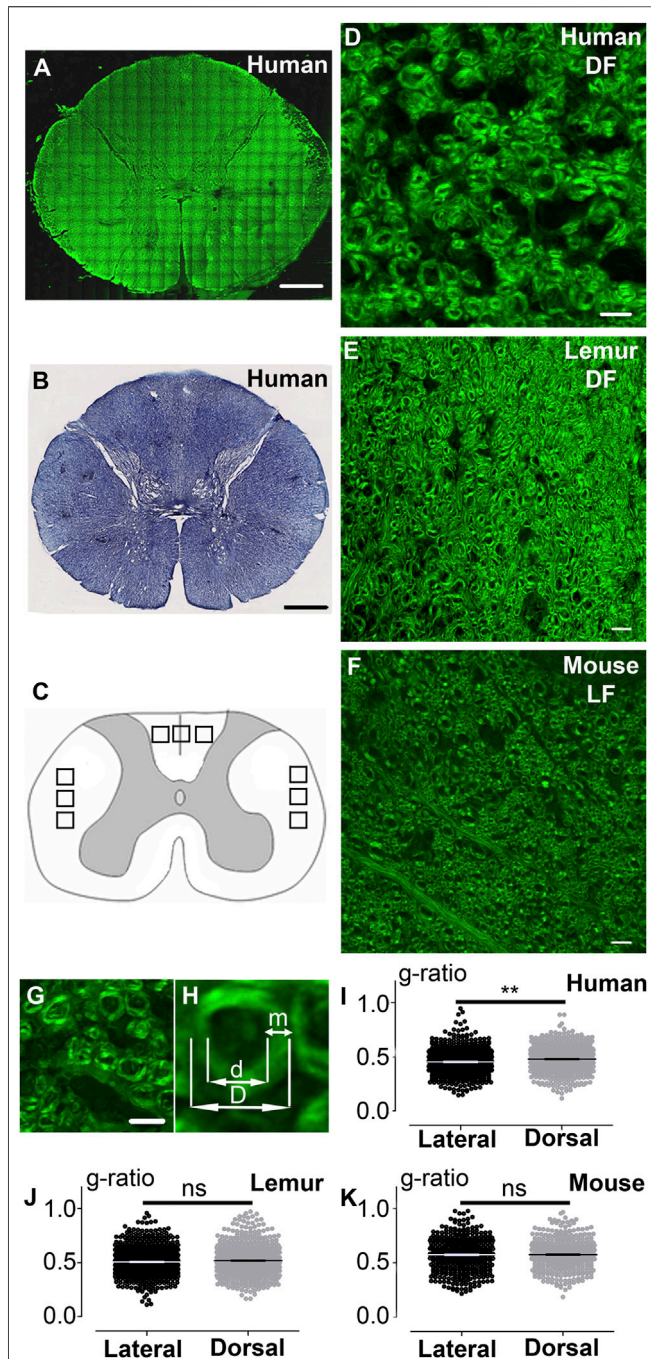 A Human
D Human
DF
B Human
E Lemur
DF
C
F Mouse
LF
G
H
m
d
D
I g-ratio Human
**
1.0
0.5
0.0
Lateral Dorsal
J g-ratio Lemur
ns
1.0
0.5
0.0
Lateral Dorsal
K g-ratio Mouse
ns
1.0
0.5
0.0
Lateral Dorsal